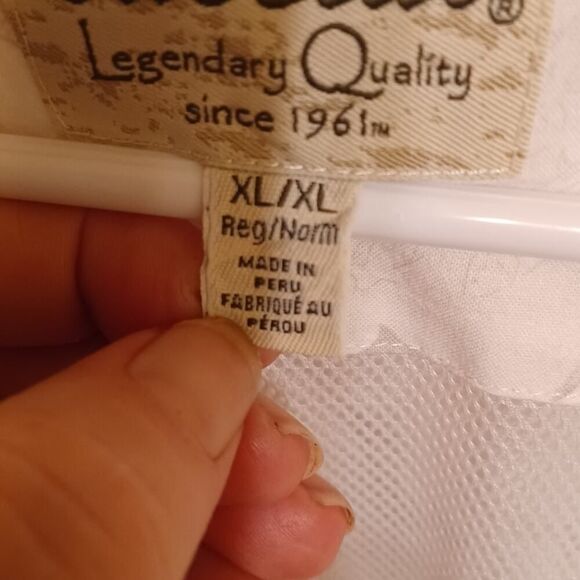 ®
Legendary Quality
since 1961™
XL/XL
Reg/Norm
MADE IN
PERU
FABRIQUÉ AU
PÉROU